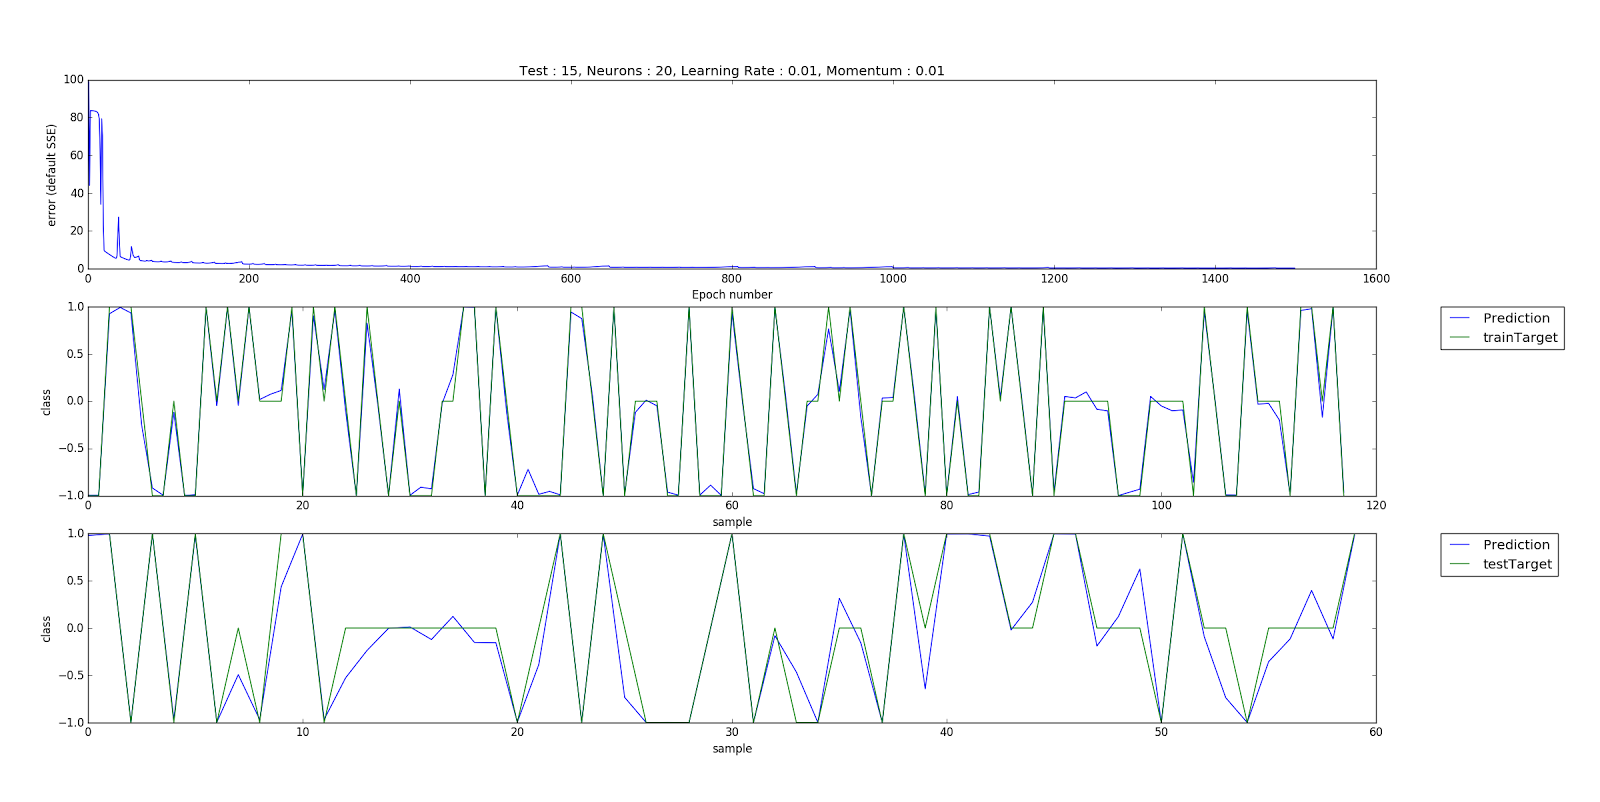 Test : 15, Neurons : 20, Learning Rate : 0.01, Momentum : 0.01
error (default SSE)
100
80
60
40
20
0
0 200 400 600 800 1000 1200 1400 1600
Epoch number
class
1.0
0.5
0.0
−0.5
−1.0
0 20 40 60 80 100 120
sample
Prediction
trainTarget
class
1.0
0.5
0.0
−0.5
−1.0
0 10 20 30 40 50 60
sample
Prediction
testTarget